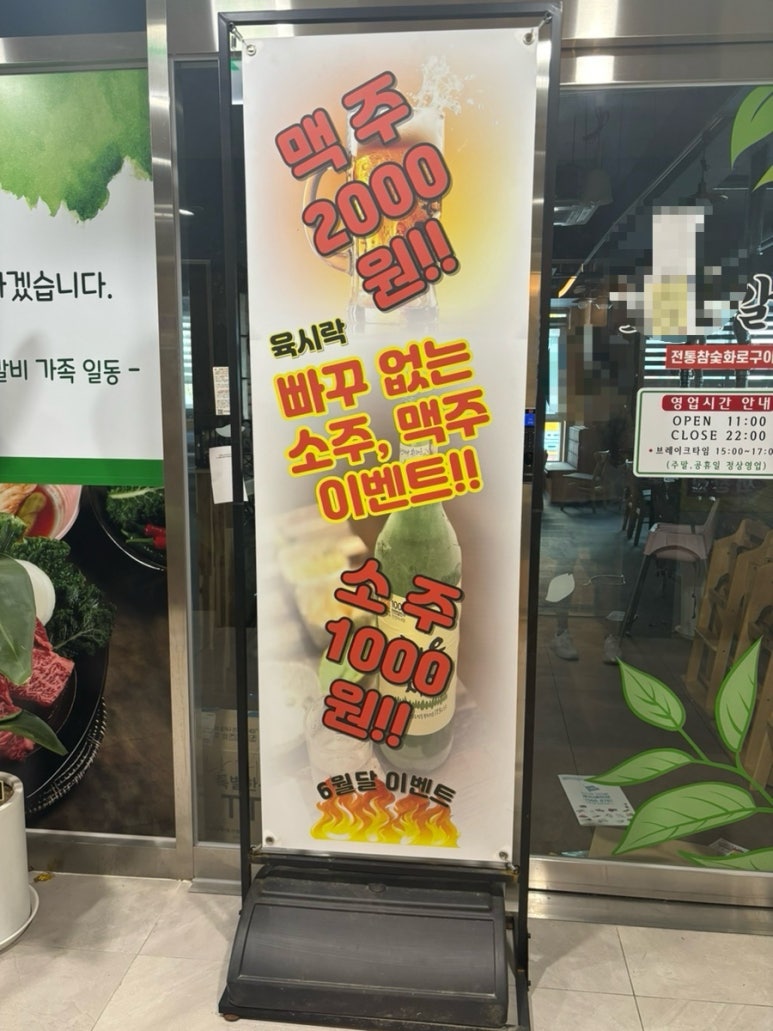 맥주
2000
원!!
육시락
빠꾸 없는
소주, 맥주
이벤트!!
소주
1000
원!!
6월달 이벤트
겠습니다.
갈비 가족 일동 -
전통참숯화로구이
영업시간 안내
OPEN 11:00
CLOSE 22:00
브레이크타임 15:00~17:0
(주말,공휴일 정상영업)